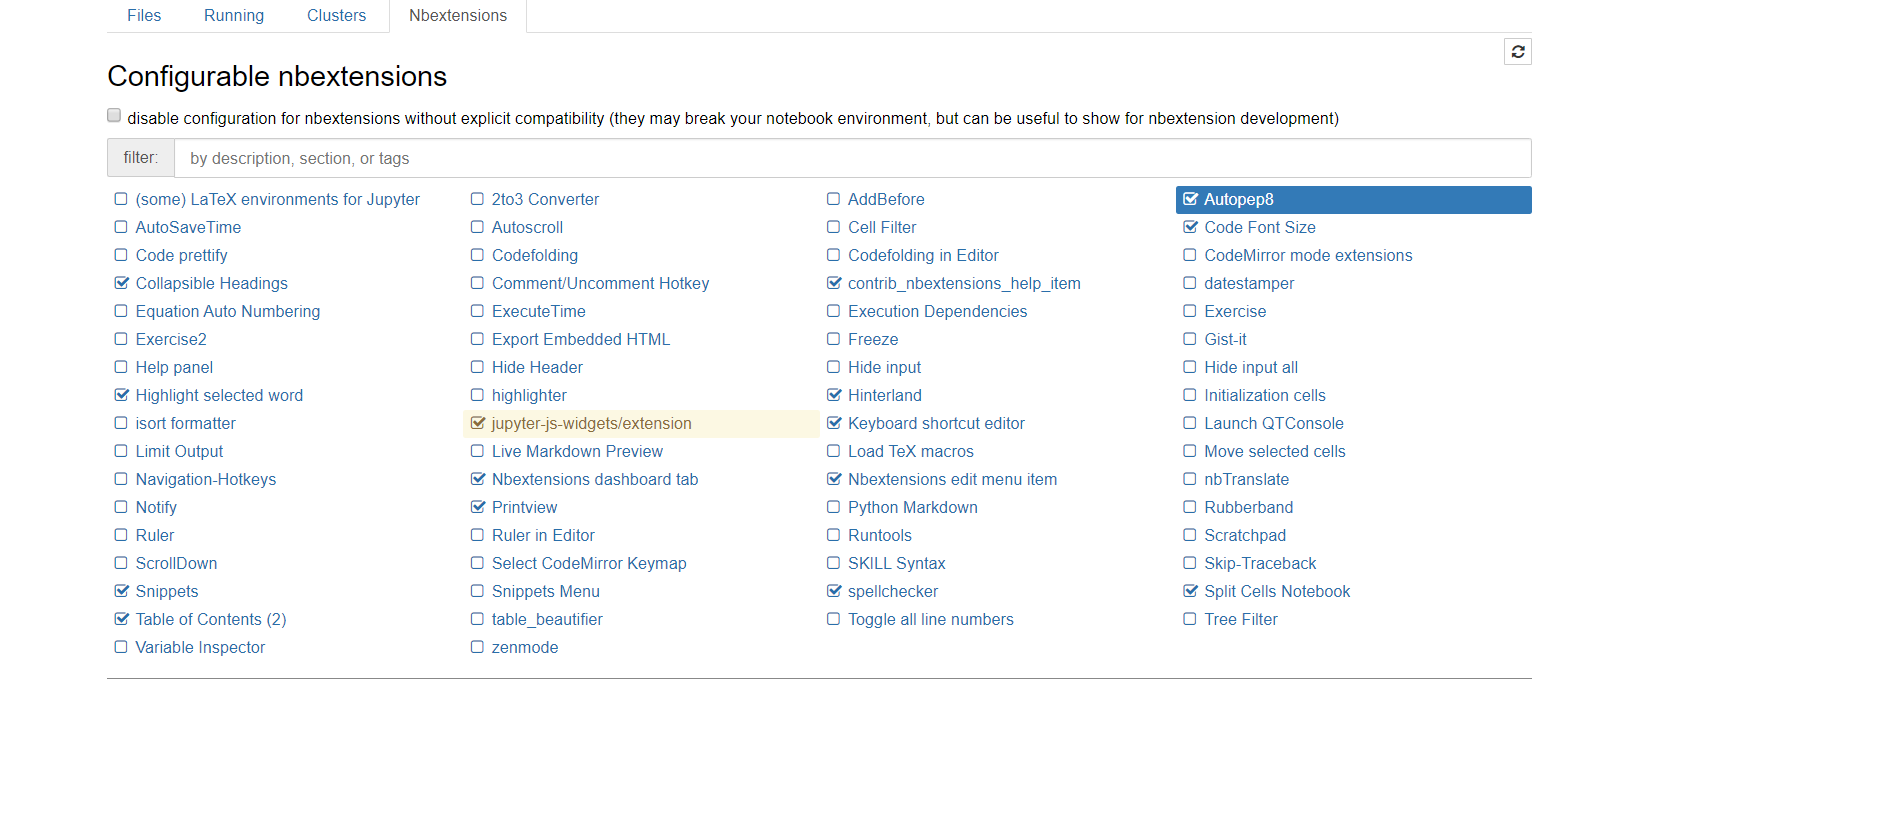 Files Running Clusters Nbextensions
Configurable nbextensions
disable configuration for nbextensions without explicit compatibility (they may break your notebook environment, but can be useful to show for nbextension development)
filter: by description, section, or tags
(some) LaTeX environments for Jupyter 2to3 Converter AddBefore Autopep8
AutoSaveTime Autoscroll Cell Filter Code Font Size
Code prettify Codefolding Codefolding in Editor CodeMirror mode extensions
Collapsible Headings Comment/Uncomment Hotkey contrib_nbextensions_help_item datestamper
Equation Auto Numbering ExecuteTime Execution Dependencies Exercise
Exercise2 Export Embedded HTML Freeze Gist-it
Help panel Hide Header Hide input Hide input all
Highlight selected word highlighter Hinterland Initialization cells
isort formatter jupyter-js-widgets/extension Keyboard shortcut editor Launch QTConsole
Limit Output Live Markdown Preview Load TeX macros Move selected cells
Navigation-Hotkeys Nbextensions dashboard tab Nbextensions edit menu item nbTranslate
Notify Printview Python Markdown Rubberband
Ruler Ruler in Editor Runtools Scratchpad
ScrollDown Select CodeMirror Keymap SKILL Syntax Skip-Traceback
Snippets Snippets Menu spellchecker Split Cells Notebook
Table of Contents (2) table_beautifier Toggle all line numbers Tree Filter
Variable Inspector zenmode